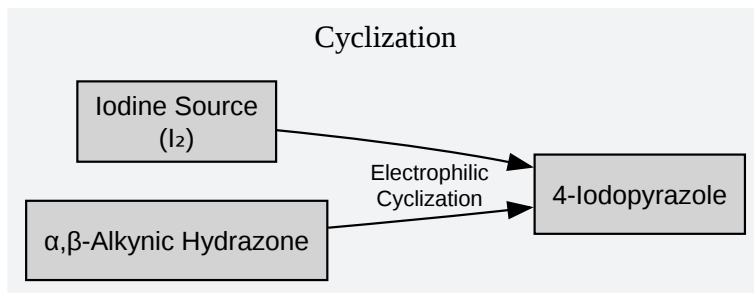 Cyclization
Iodine Source
(I₂)
Electrophilic
Cyclization
4-Iodopyrazole
α,β-Alkynic Hydrazone